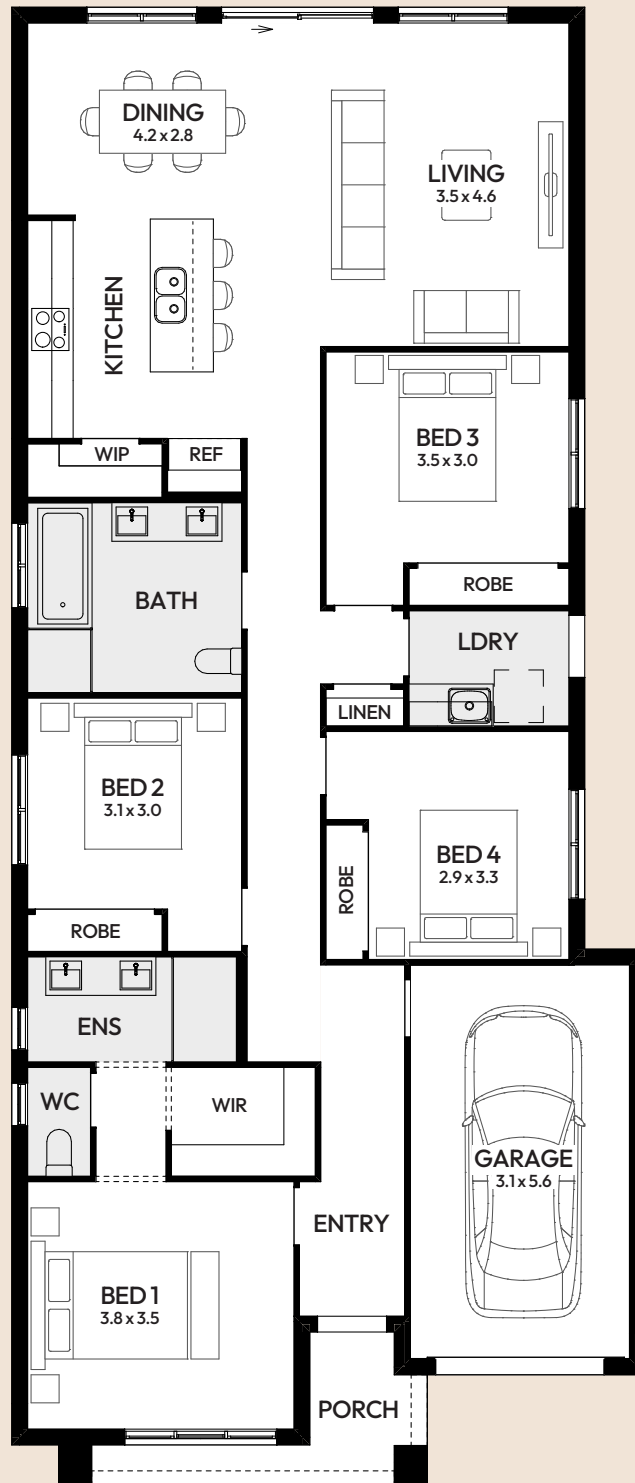 DINING
4.2 x 2.8
LIVING
3.5 x 4.6
KITCHEN
BED 3
3.5 x 3.0
WIP
REF
ROBE
BATH
LDRY
LINEN
BED 2
3.1 x 3.0
BED 4
2.9 x 3.3
ROBE
ROBE
ENS
WC
WIR
GARAGE
3.1 x 5.6
ENTRY
BED 1
3.8 x 3.5
PORCH